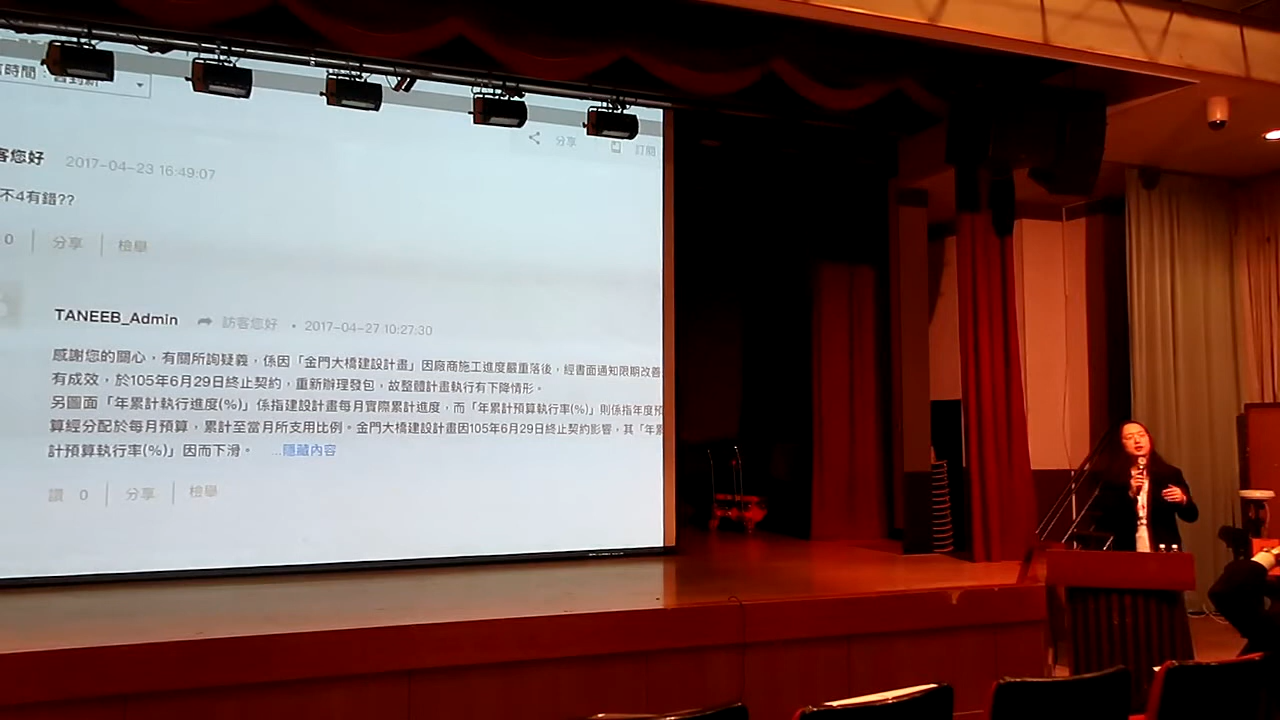 時間：
分享
訂閱
客您好 2017-04-23 16:49:07
不4有錯??
0 分享 檢舉
TANEEB_Admin 訪客您好 • 2017-04-27 10:27:30
感謝您的關心，有關所詢疑義，係因「金門大橋建設計畫」因廠商施工進度嚴重落後，經書面通知限期改善
有成效，於105年6月29日終止契約，重新辦理發包，故整體計畫執行有下降情形。
另圖面「年累計執行進度(%)」係指建設計畫每月實際累計進度，而「年累計預算執行率(%)」則係指年度預
算經分配於每月預算，累計至當月所支用比例。金門大橋建設計畫因105年6月29日終止契約影響，其「年累
計預算執行率(%)」因而下滑。 ...隱藏內容
讚 0 分享 檢舉